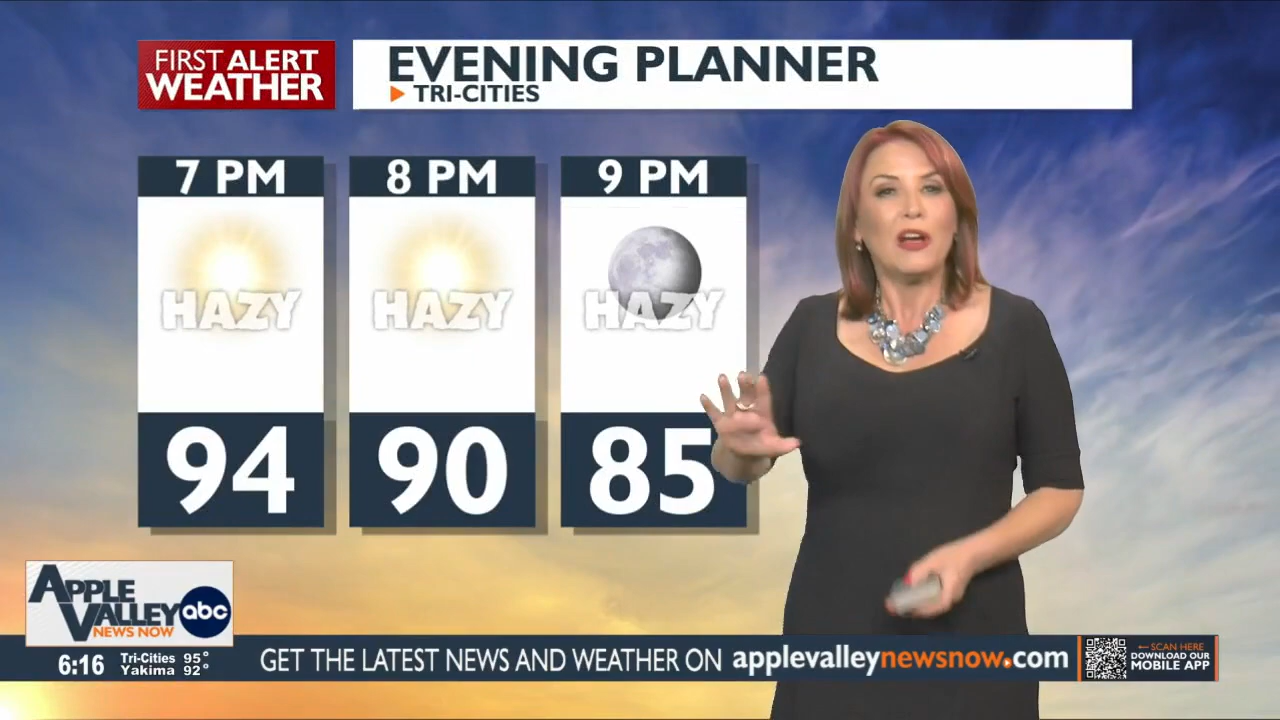 FIRST ALERT
WEATHER
EVENING PLANNER
TRI-CITIES
7 PM
8 PM
9 PM
HAZY
HAZY
HAZY
94
90
85
APPLE
VALLEY
NEWS NOW
abc
6:16
Tri-Cities 95°
Yakima 92°
GET THE LATEST NEWS AND WEATHER ON applevalleynewsnow.com
SCAN HERE
DOWNLOAD OUR
MOBILE APP